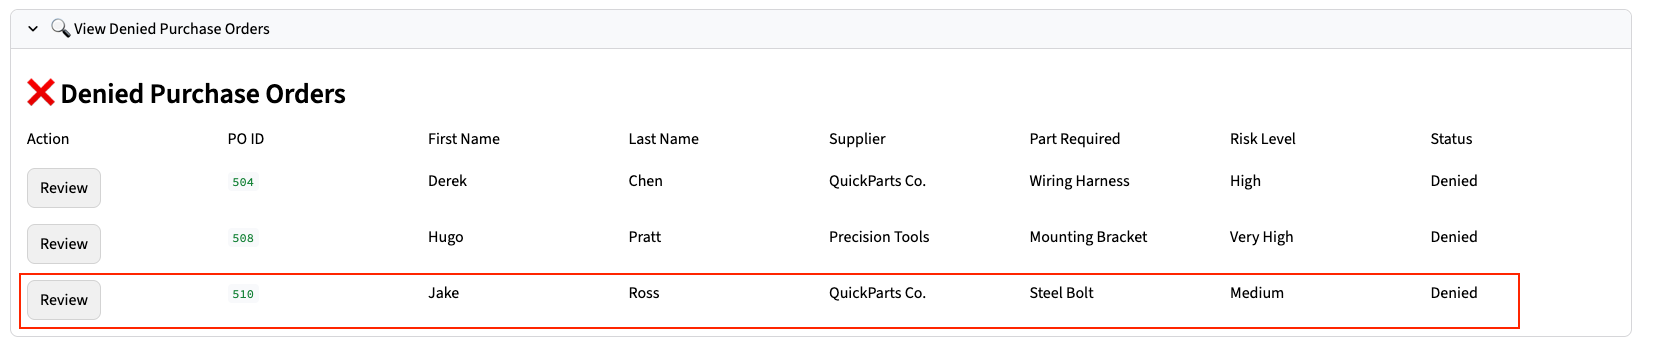 View Denied Purchase Orders
Denied Purchase Orders
Action PO ID First Name Last Name Supplier Part Required Risk Level Status
Review 504 Derek Chen QuickParts Co. Wiring Harness High Denied
Review 508 Hugo Pratt Precision Tools Mounting Bracket Very High Denied
Review 510 Jake Ross QuickParts Co. Steel Bolt Medium Denied